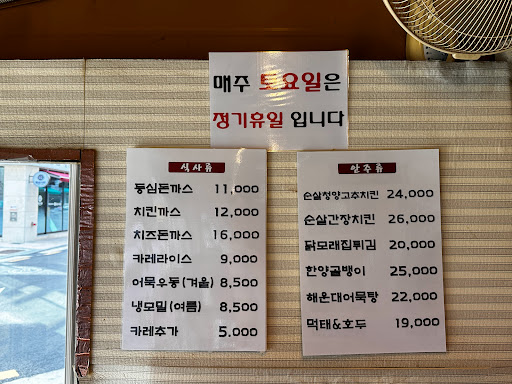 매주 토요일은
정기휴일 입니다
식사류
등심돈까스 11,000
치킨까스 12,000
치즈돈까스 16,000
카레라이스 9,000
어묵우동(겨울) 8,500
냉모밀(여름) 8,500
카레추가 5,000
안주류
순살청양고추치킨 24,000
순살간장치킨 26,000
닭모래집튀김 20,000
한양골뱅이 25,000
해운대어묵탕 22,000
먹태&호두 19,000